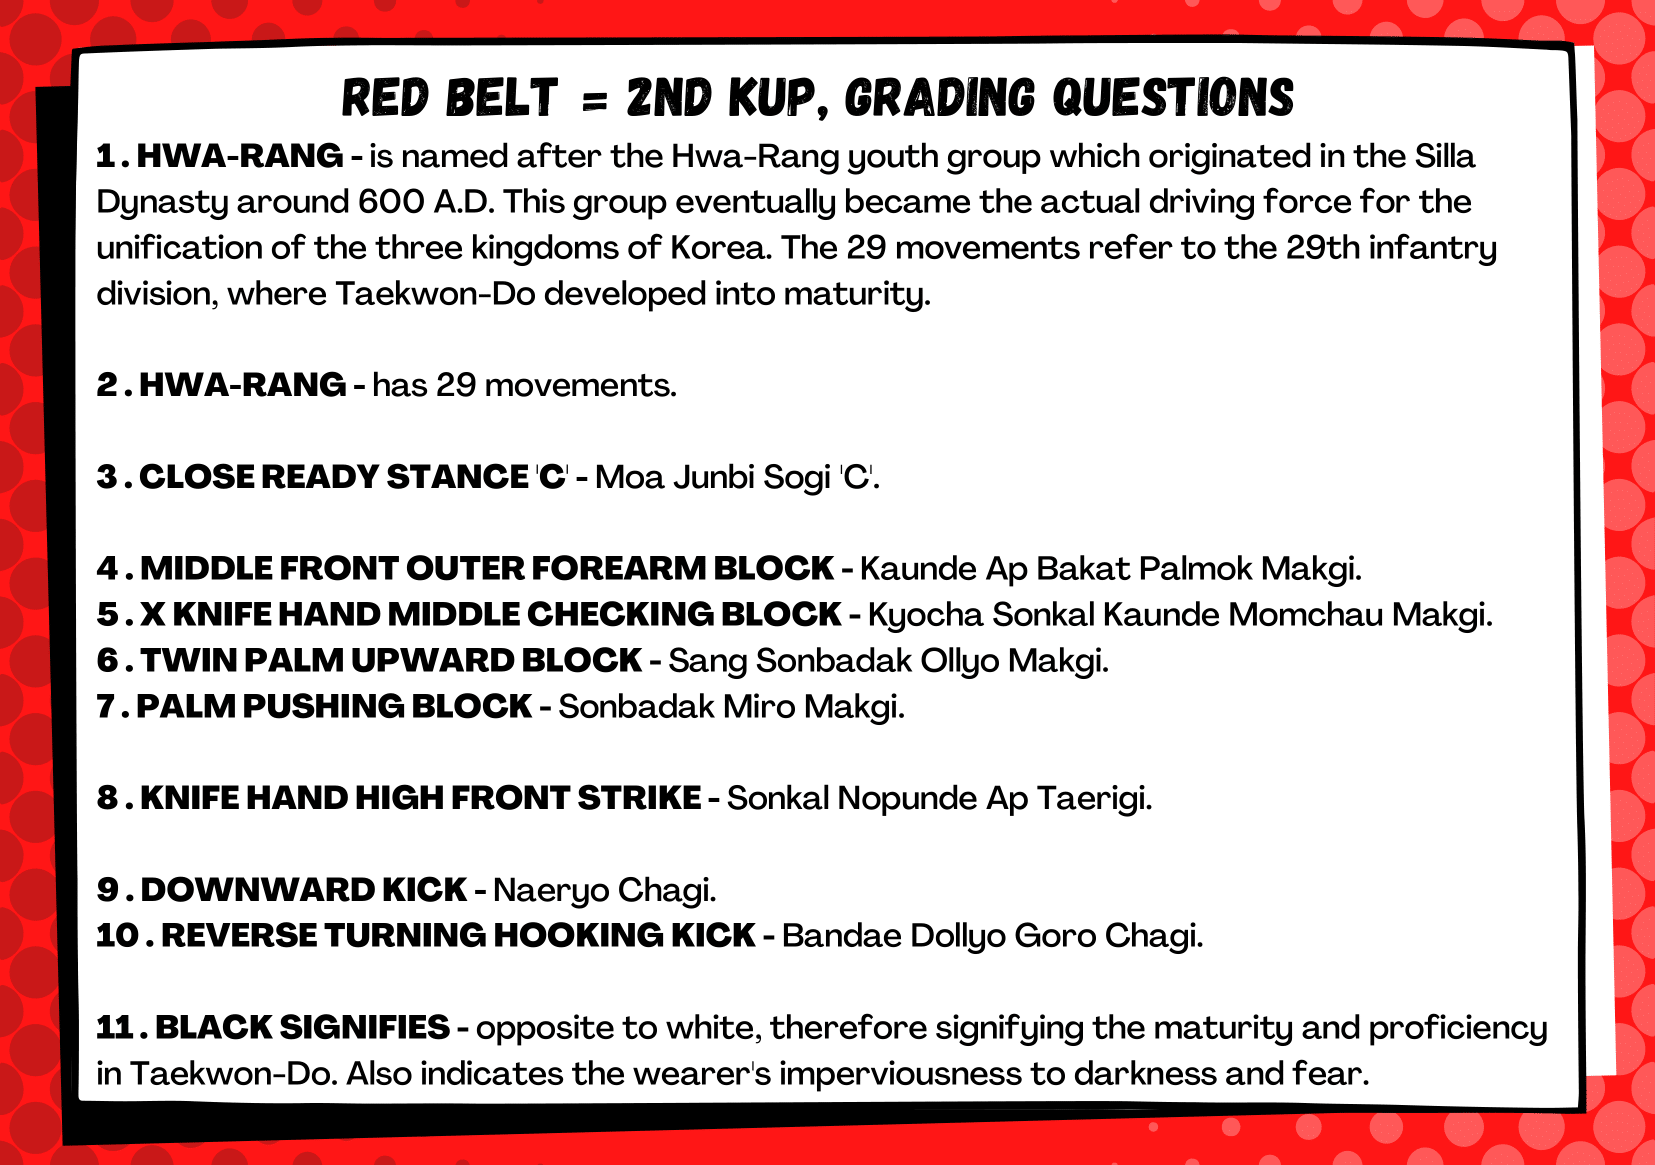 RED BELT = 2ND KUP, GRADING QUESTIONS
1 . HWA-RANG - is named after the Hwa-Rang youth group which originated in the Silla
Dynasty around 600 A.D. This group eventually became the actual driving force for the
unification of the three kingdoms of Korea. The 29 movements refer to the 29th infantry
division, where Taekwon-Do developed into maturity.
2 . HWA-RANG - has 29 movements.
3 . CLOSE READY STANCE 'C' - Moa Junbi Sogi 'C'.
4 . MIDDLE FRONT OUTER FOREARM BLOCK - Kaunde Ap Bakat Palmok Makgi.
5 . X KNIFE HAND MIDDLE CHECKING BLOCK - Kyocha Sonkal Kaunde Momchau Makgi.
6 . TWIN PALM UPWARD BLOCK - Sang Sonbadak Ollyo Makgi.
7 . PALM PUSHING BLOCK - Sonbadak Miro Makgi.
8 . KNIFE HAND HIGH FRONT STRIKE - Sonkal Nopunde Ap Taerigi.
9 . DOWNWARD KICK - Naeryo Chagi.
10 . REVERSE TURNING HOOKING KICK - Bandae Dollyo Goro Chagi.
11 . BLACK SIGNIFIES - opposite to white, therefore signifying the maturity and proficiency
in Taekwon-Do. Also indicates the wearer's imperviousness to darkness and fear.